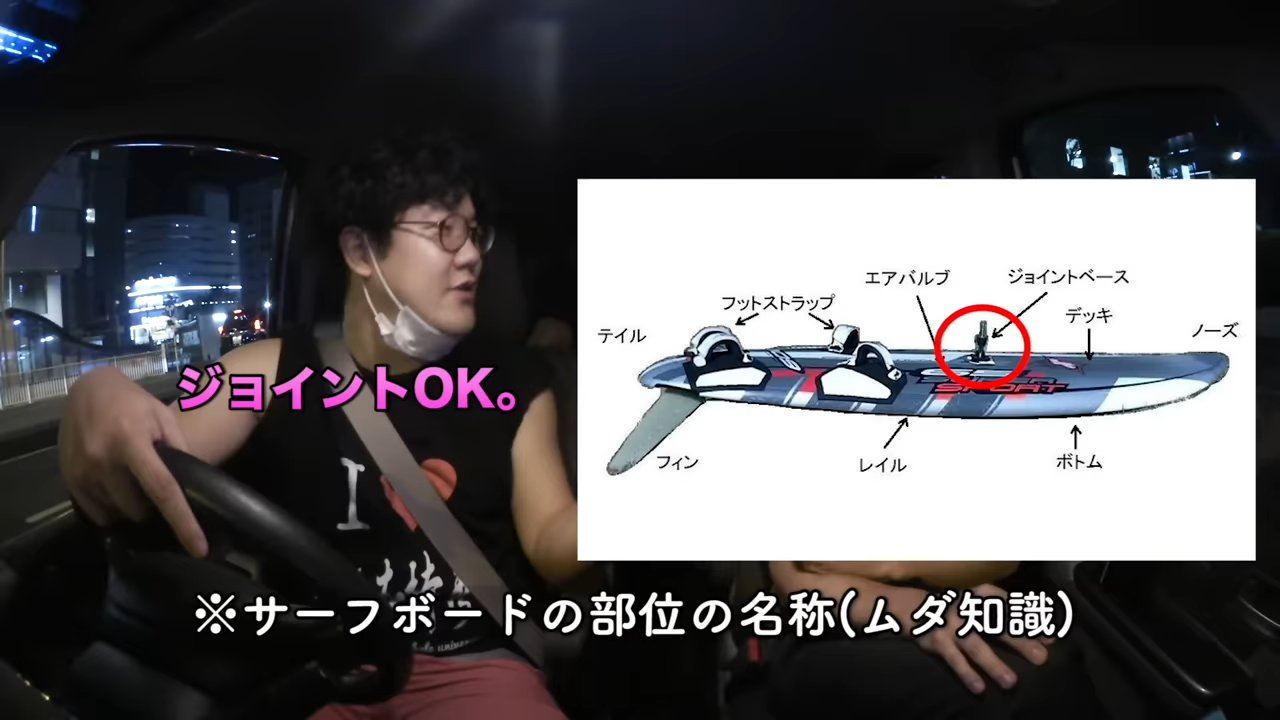 エアバルブ
ジョイントベース
フットストラップ
デッキ
テイル
ノーズ
SPORT
フィン
レイル
ボトム
ジョイントOK。
I
※サーフボードの部位の名称(ムダ知識)